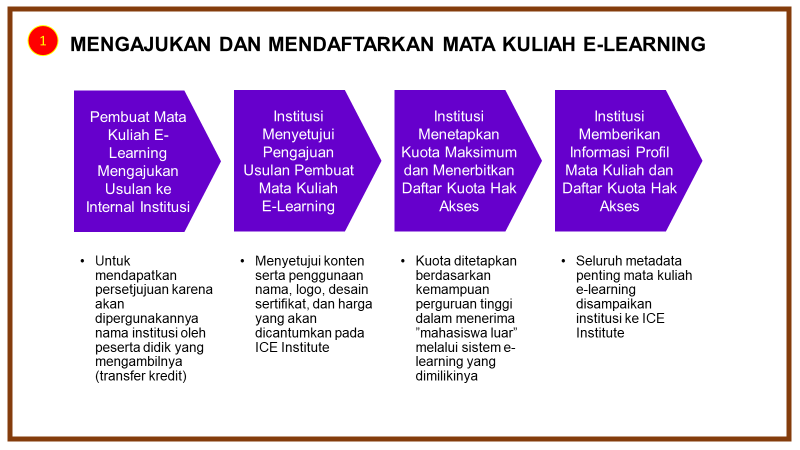 1
MENGAJUKAN DAN MENDAFTARKAN MATA KULIAH E-LEARNING
Pembuat Mata
Kuliah E-
Learning
Mengajukan
Usulan ke
Internal Institusi
Institusi
Menyetujui
Pengajuan
Usulan Pembuat
Mata Kuliah
E-Learning
Institusi
Menetapkan
Kuota Maksimum
dan Menerbitkan
Daftar Kuota Hak
Akses
Institusi
Memberikan
Informasi Profil
Mata Kuliah dan
Daftar Kuota Hak
Akses
• Untuk
mendapatkan
persetjujuan karena
akan
dipergunakannya
nama institusi oleh
peserta didik yang
mengambilnya
(transfer kredit)
• Menyetujui konten
serta penggunaan
nama, logo, desain
sertifikat, dan harga
yang akan
dicantumkan pada
ICE Institute
• Kuota ditetapkan
berdasarkan
kemampuan
perguruan tinggi
dalam menerima
”mahasiswa luar”
melalui sistem e-
learning yang
dimilikinya
• Seluruh metadata
penting mata kuliah
e-learning
disampaikan
institusi ke ICE
Institute